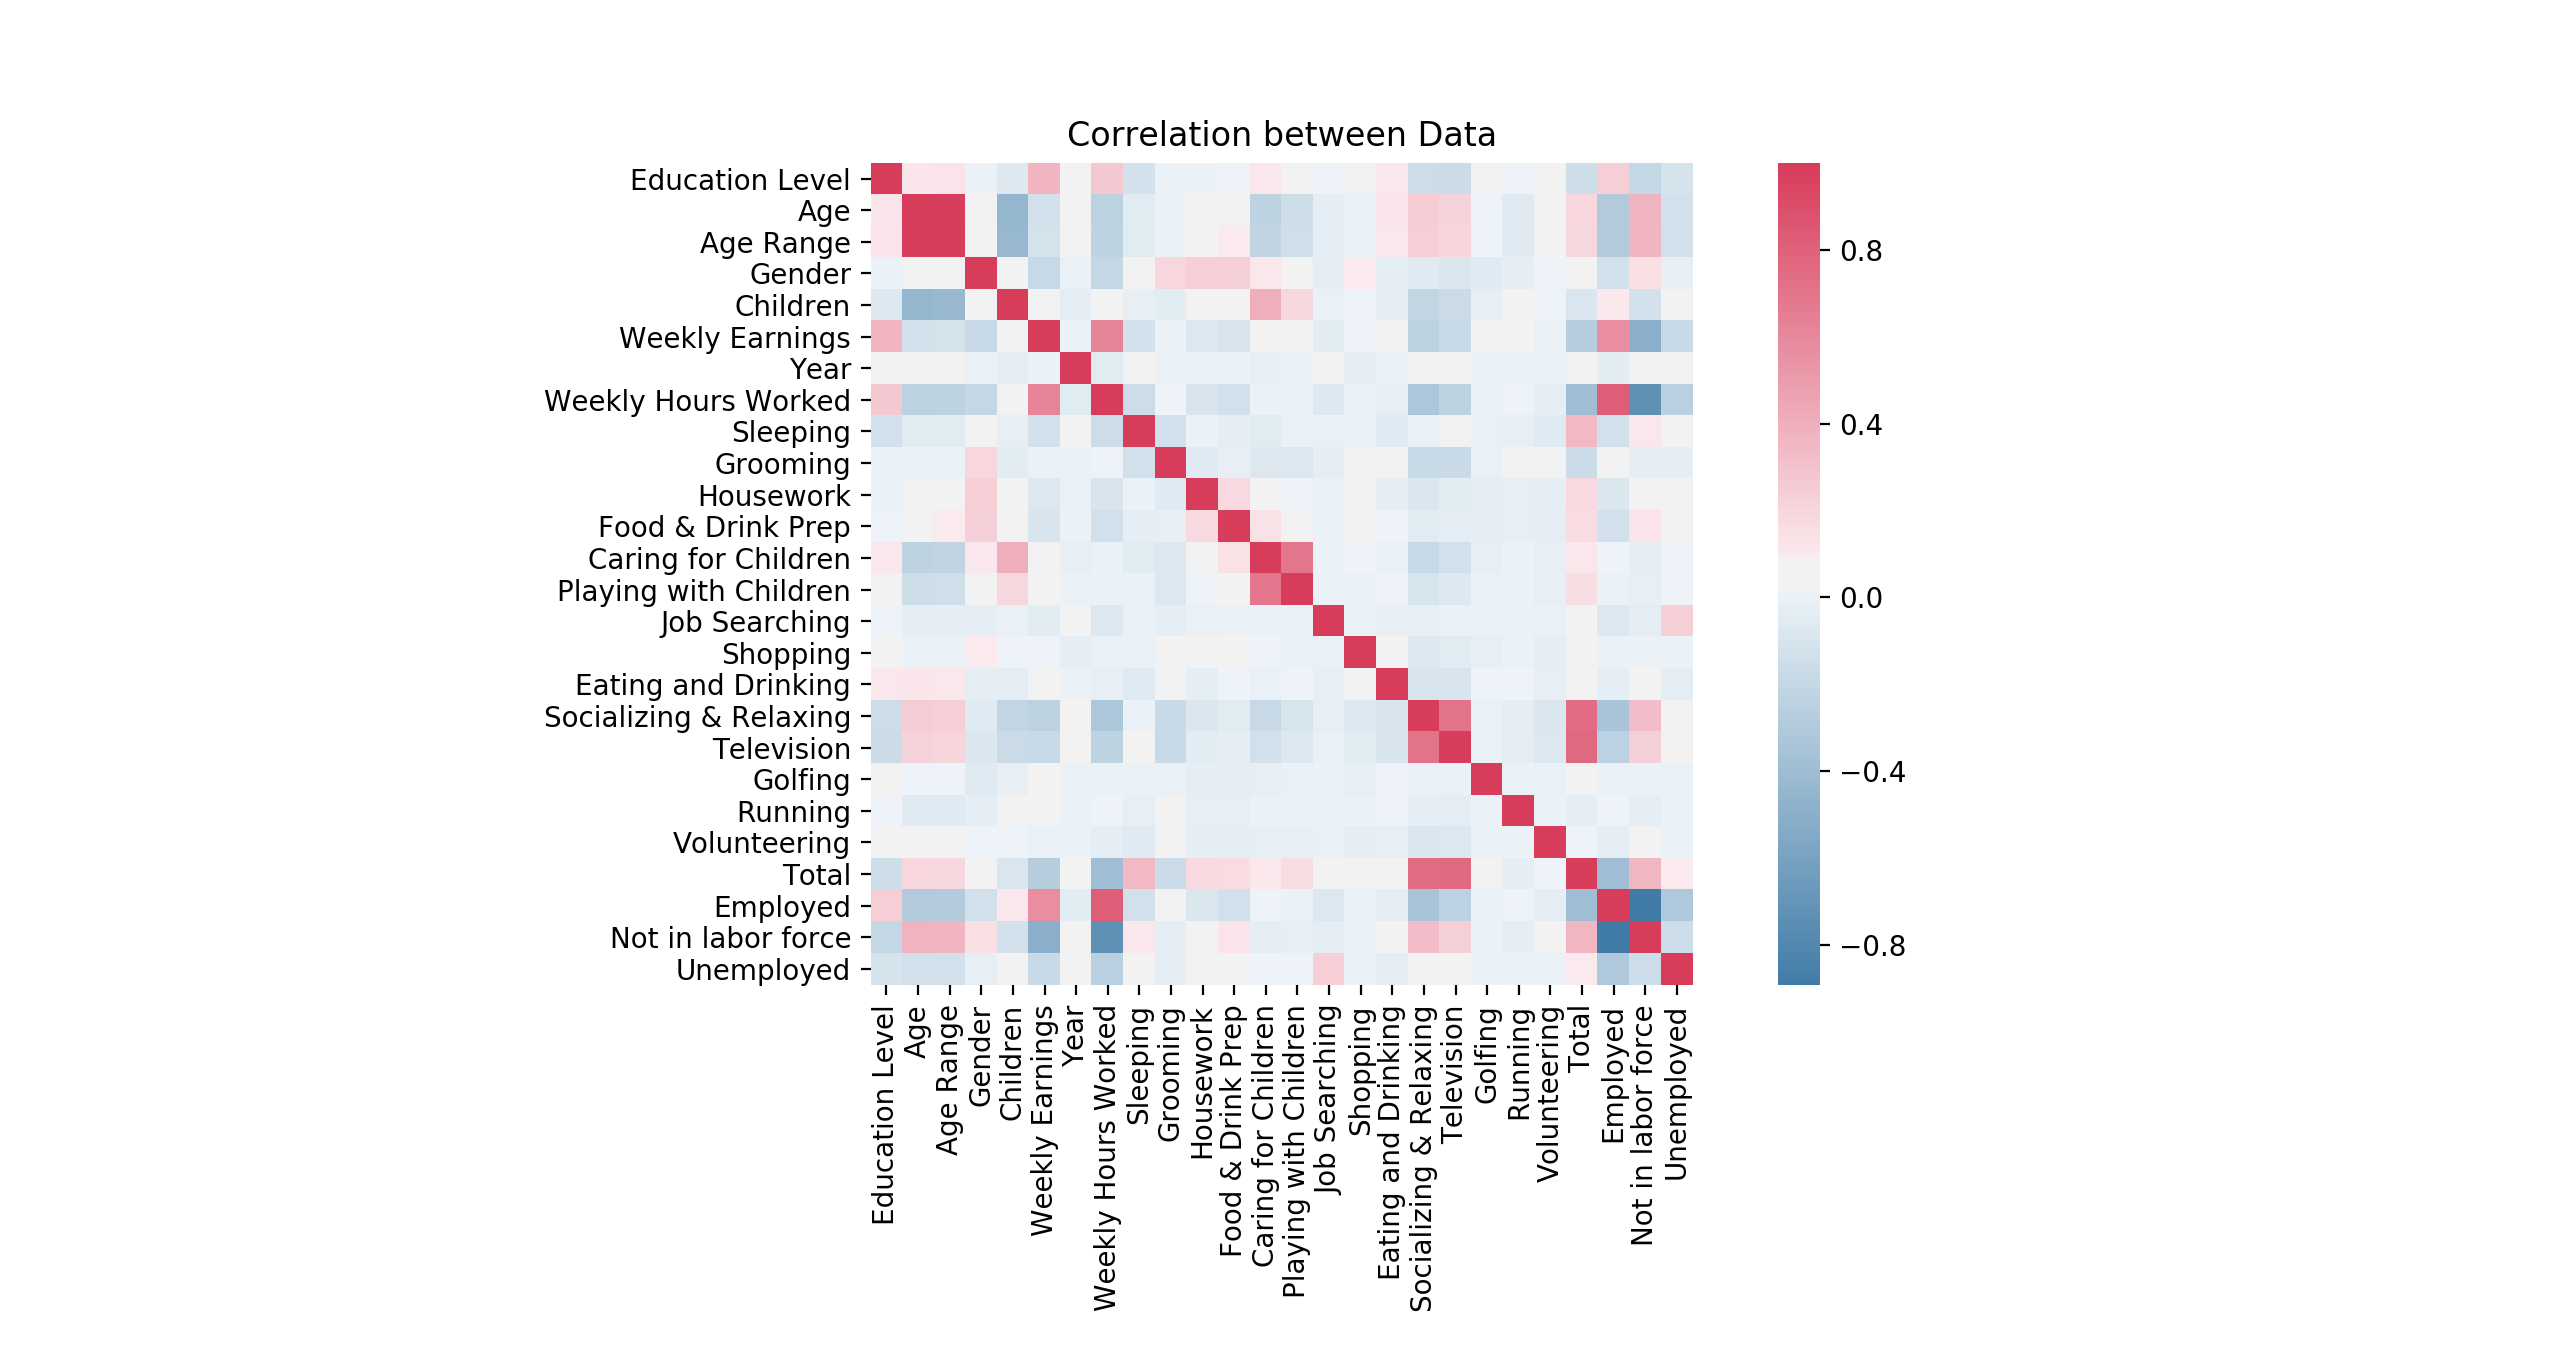 Correlation between Data
Education Level
Age
Age Range
Gender
Children
Weekly Earnings
Year
Weekly Hours Worked
Sleeping
Grooming
Housework
Food & Drink Prep
Caring for Children
Playing with Children
Job Searching
Shopping
Eating and Drinking
Socializing & Relaxing
Television
Golfing
Running
Volunteering
Total
Employed
Not in labor force
Unemployed
Education Level
Age
Age Range
Gender
Children
Weekly Earnings
Year
Weekly Hours Worked
Sleeping
Grooming
Housework
Food & Drink Prep
Caring for Children
Playing with Children
Job Searching
Shopping
Eating and Drinking
Socializing & Relaxing
Television
Golfing
Running
Volunteering
Total
Employed
Not in labor force
Unemployed
0.8
0.4
0.0
−0.4
−0.8